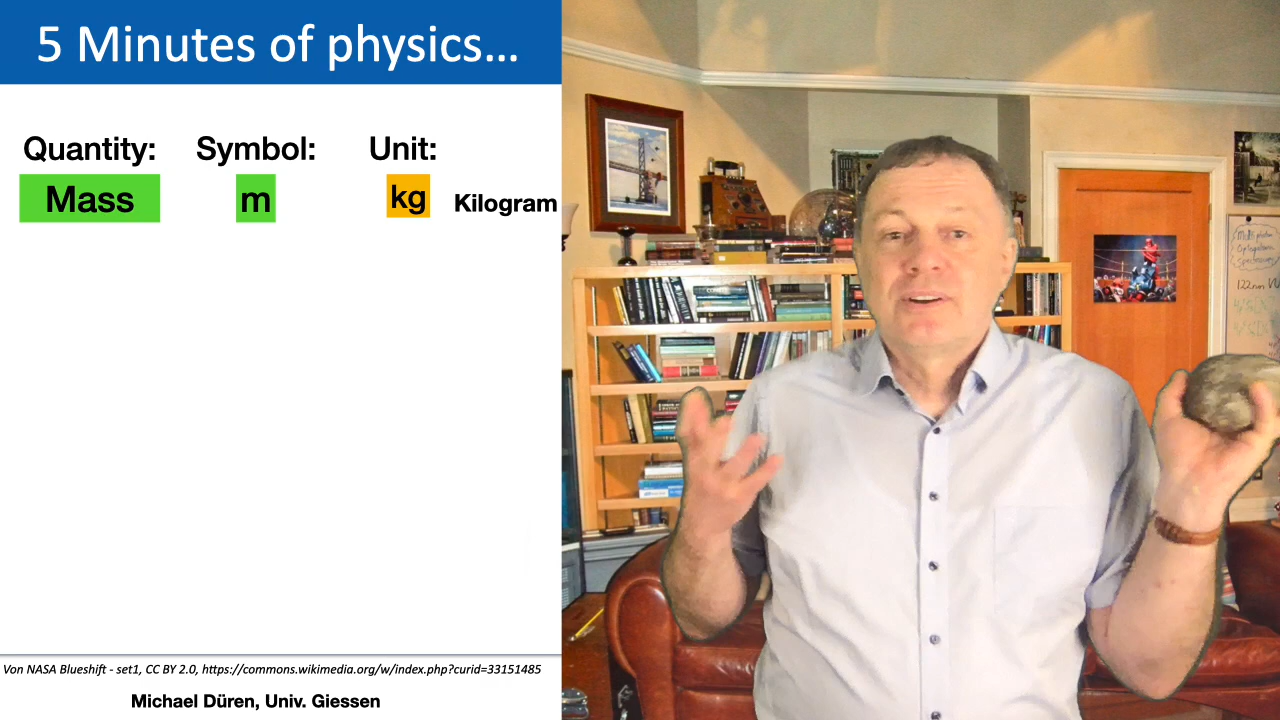 5 Minutes of physics...
Quantity: Symbol: Unit:
Mass m kg Kilogram
Von NASA Blueshift - set1, CC BY 2.0, https://commons.wikimedia.org/w/index.php?curid=33151485
Michael Düren, Univ. Giessen
122nm